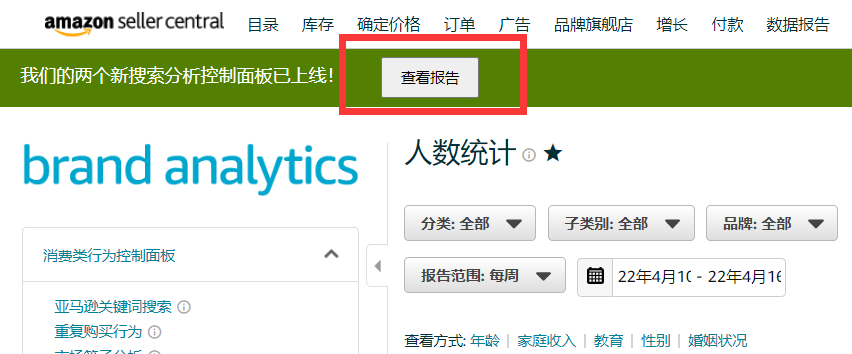 amazon seller central 目录 库存 确定价格 订单 广告 品牌旗舰店 增长 付款 数据报告
我们的两个新搜索分析控制面板已上线! 查看报告
brand analytics
消费类行为控制面板
亚马逊关键词搜索
重复购买行为
人数统计
分类: 全部 子类别: 全部 品牌: 全部
报告范围: 每周 22年4月10 - 22年4月16
查看方式: 年龄 | 家庭收入 | 教育 | 性别 | 婚姻状况